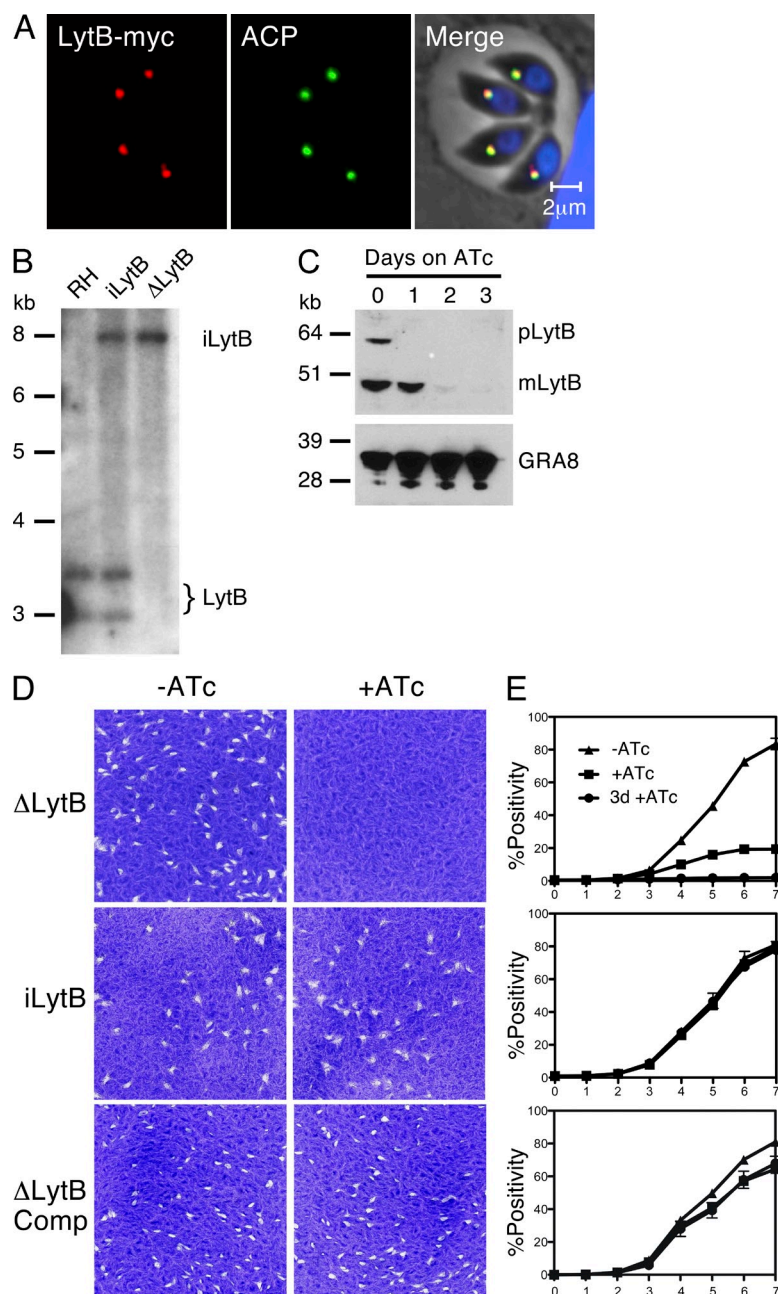 A
LytB-myc
ACP
Merge
2μm
B
RH
iLytB
ΔLytB
kb
8
6
5
4
3
iLytB
} LytB
C
Days on ATc
0 1 2 3
kb
64
51
39
28
pLytB
mLytB
GRA8
D
-ATc
+ATc
ΔLytB
iLytB
ΔLytB
Comp
E
%Positivity
100
80
60
40
20
0
-ATc
+ATc
3d +ATc
0 1 2 3 4 5 6 7
%Positivity
100
80
60
40
20
0
0 1 2 3 4 5 6 7
%Positivity
100
80
60
40
20
0
0 1 2 3 4 5 6 7